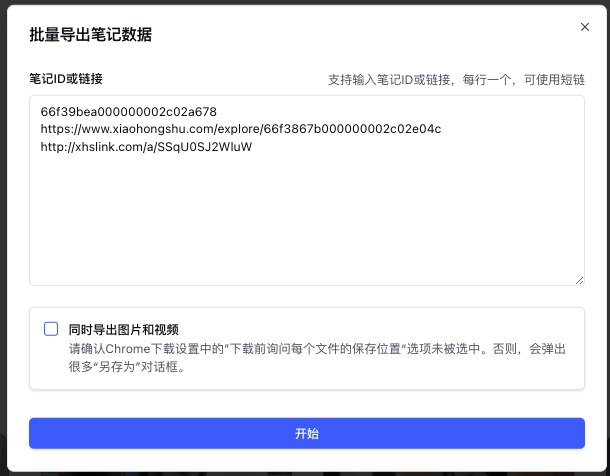 批量导出笔记数据
笔记ID或链接
支持输入笔记ID或链接，每行一个，可使用短链
66f39bea000000002c02a678
https://www.xiaohongshu.com/explore/66f3867b000000002c02e04c
http://xhslink.com/a/SSqU0SJ2WluW
同时导出图片和视频
请确认Chrome下载设置中的”下载前询问每个文件的保存位置“选项未被选中。否则，会弹出
很多“另存为”对话框。
开始